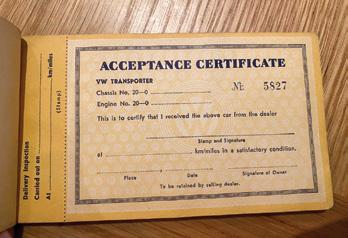 ACCEPTANCE CERTIFICATE
VW TRANSPORTER
Nº 5827
Chassis No. 20—0
Engine No. 20—0
This is to certify that I received the above car from the dealer
Stamp and Signature
at km/miles in a satisfactory condition.
Place Date Signature of Owner
To be retained by selling dealer.
Delivery Inspection
Carried out on
At km/miles
(Stamp)